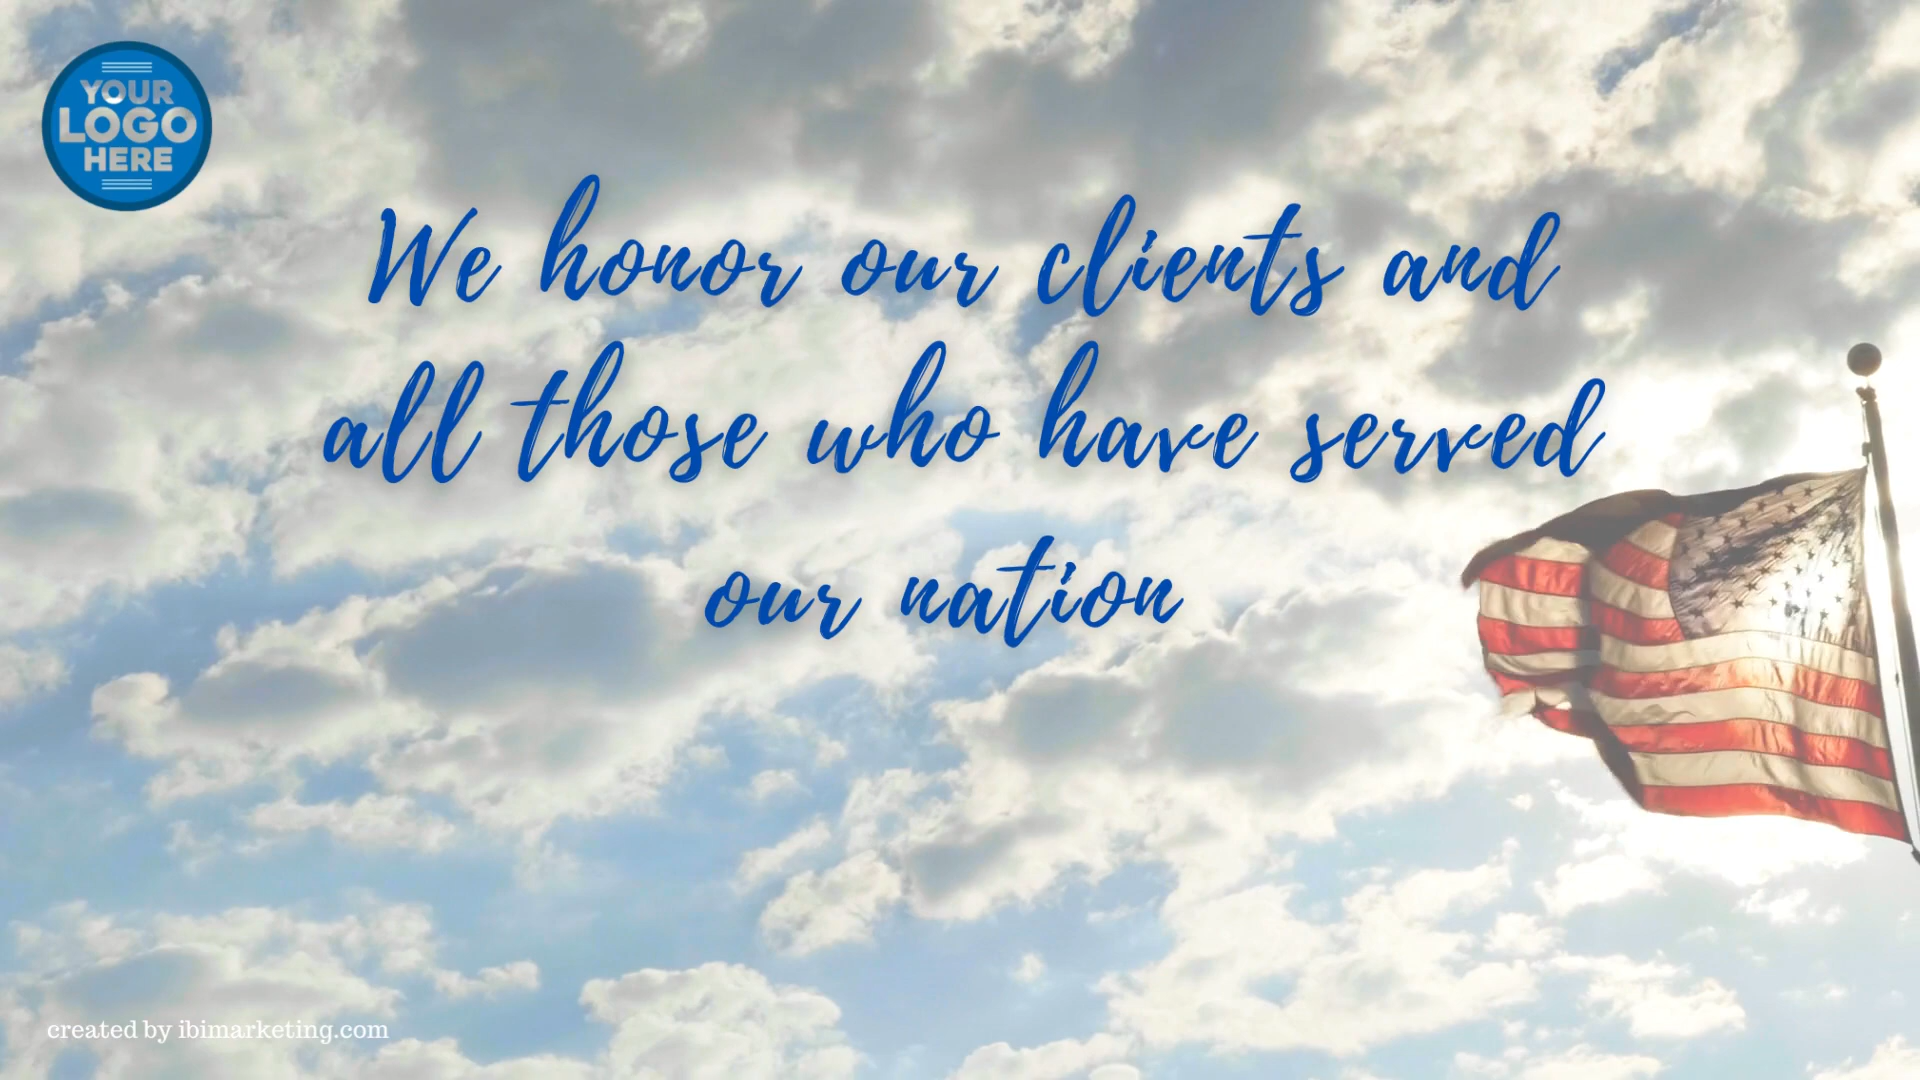 YOUR
LOGO
HERE
We honor our clients and
all those who have served
our nation
created by ibimarketing.com